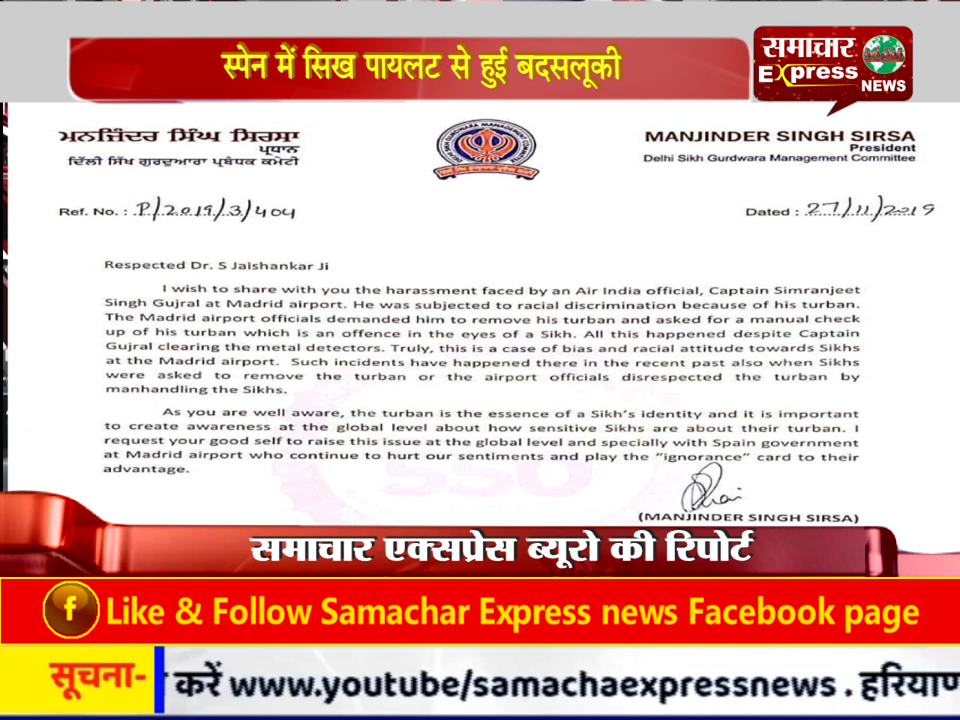 स्पेन में सिख पायलट से हुई बदसलूकी
समाचार
Express
NEWS
ਮਨਜਿੰਦਰ ਸਿੰਘ ਸਿਰਸਾ
ਪ੍ਰਧਾਨ
ਦਿੱਲੀ ਸਿੱਖ ਗੁਰਦੁਆਰਾ ਪ੍ਰਬੰਧਕ ਕਮੇਟੀ
MANJINDER SINGH SIRSA
President
Delhi Sikh Gurdwara Management Committee
Ref. No. : P/2019/3/404
Dated : 27/11/2019
Respected Dr. S Jaishankar Ji
I wish to share with you the harassment faced by an Air India official, Captain Simranjeet
Singh Gujral at Madrid airport. He was subjected to racial discrimination because of his turban.
The Madrid airport officials demanded him to remove his turban and asked for a manual check
up of his turban which is an offence in the eyes of a Sikh. All this happened despite Captain
Gujral clearing the metal detectors. Truly, this is a case of bias and racial attitude towards Sikhs
at the Madrid airport. Such incidents have happened there in the recent past also when Sikhs
were asked to remove the turban or the airport officials disrespected the turban by
manhandling the Sikhs.
As you are well aware, the turban is the essence of a Sikh's identity and it is important
to create awareness at the global level about how sensitive Sikhs are about their turban. I
request your good self to raise this issue at the global level and specially with Spain government
at Madrid airport who continue to hurt our sentiments and play the "ignorance" card to their
advantage.
(MANJINDER SINGH SIRSA)
समाचार एक्सप्रेस ब्यूरो की रिपोर्ट
f Like & Follow Samachar Express news Facebook page
सूचना- करें www.youtube/samachaexpressnews . हरियाण